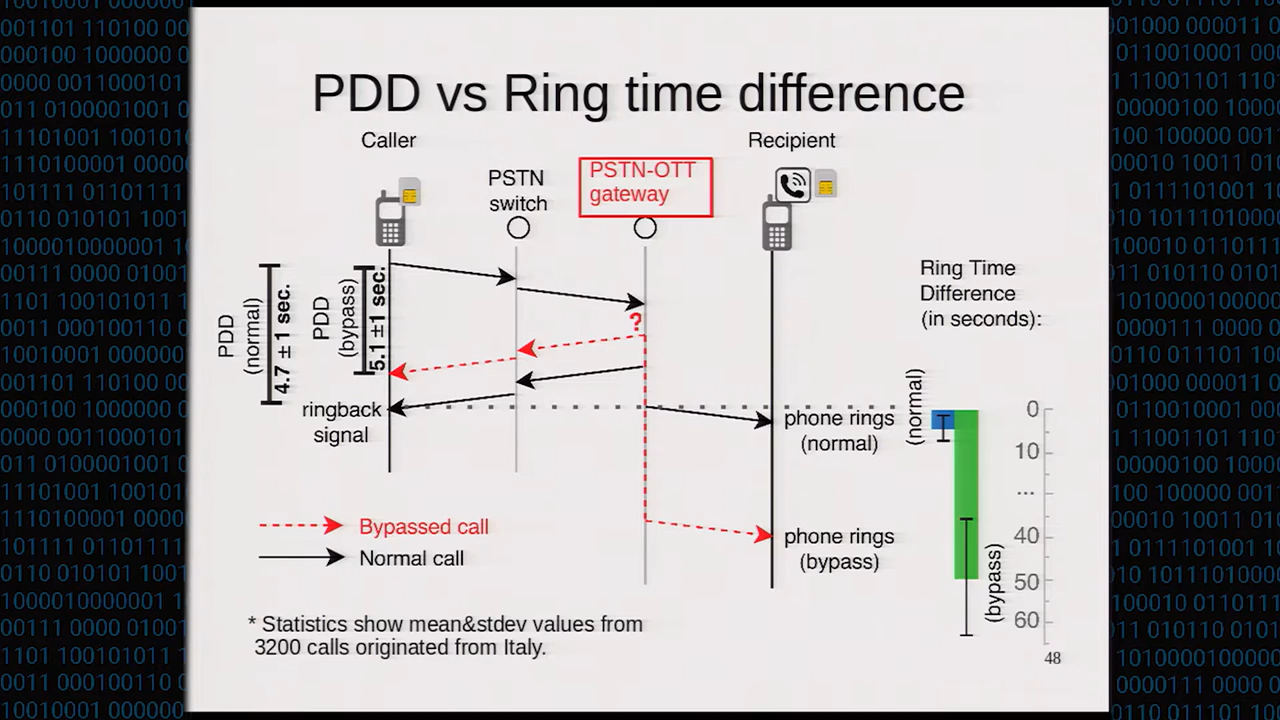 PDD vs Ring time difference
Caller
Recipient
PSTN
switch
PSTN-OTT
gateway
PDD
(normal)
4.7 ± 1 sec.
PDD
(bypass)
5.1 ±1 sec.
?
Ring Time
Difference
(in seconds):
ringback
signal
phone rings
(normal)
(normal)
0
10
...
40
50
60
phone rings
(bypass)
(bypass)
Bypassed call
Normal call
* Statistics show mean&stdev values from
3200 calls originated from Italy.
48